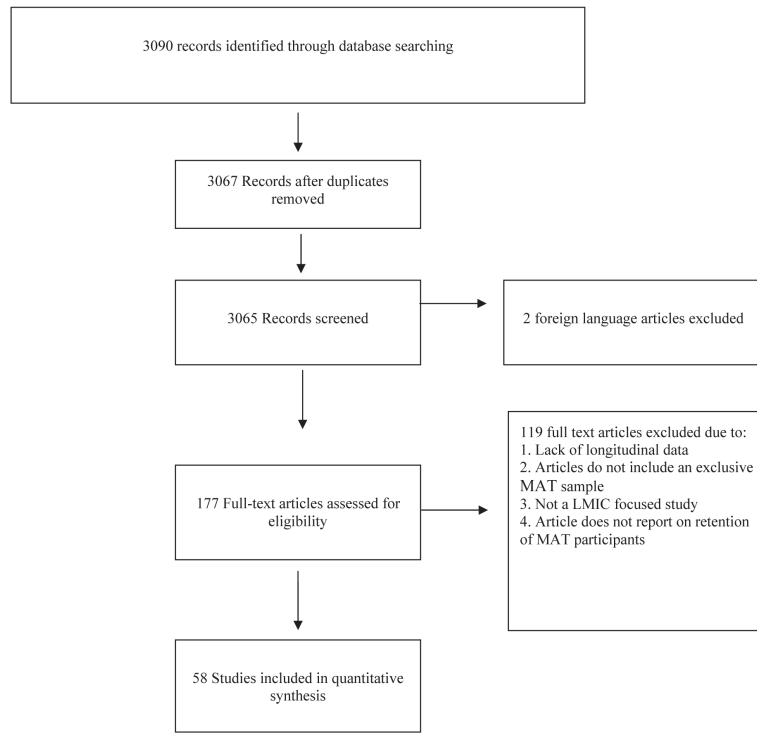 3090 records identified through database searching
3067 Records after duplicates
removed
3065 Records screened
2 foreign language articles excluded
177 Full-text articles assessed for
eligibility
119 full text articles excluded due to:
1. Lack of longitudinal data
2. Articles do not include an exclusive
MAT sample
3. Not a LMIC focused study
4. Article does not report on retention
of MAT participants
58 Studies included in quantitative
synthesis